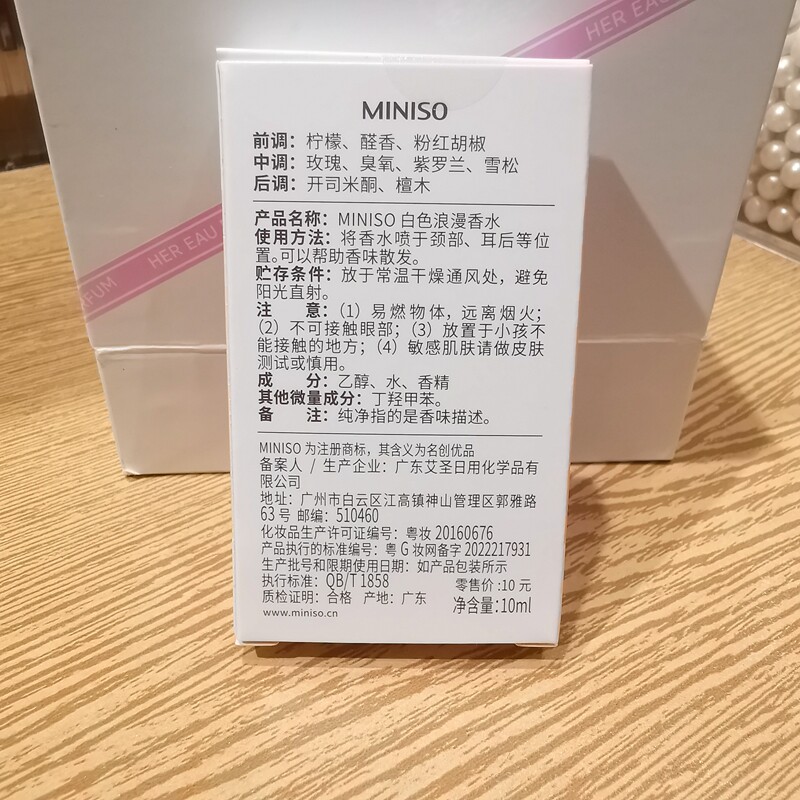 HER EAU
HER EAU
FUM
MINISO
前调：柠檬、醛香、粉红胡椒
中调：玫瑰、臭氧、紫罗兰、雪松
后调：开司米酮、檀木
产品名称：MINISO 白色浪漫香水
使用方法：将香水喷于颈部、耳后等位
置。可以帮助香味散发。
贮存条件：放于常温干燥通风处，避免
阳光直射。
注 意：（1）易燃物体，远离烟火；
（2）不可接触眼部；（3）放置于小孩不
能接触的地方；（4）敏感肌肤请做皮肤
测试或慎用。
成 分：乙醇、水、香精
其他微量成分：丁羟甲苯。
备 注：纯净指的是香味描述。
MINISO 为注册商标，其含义为名创优品
备案人 / 生产企业：广东艾圣日用化学品有
限公司
地址：广州市白云区江高镇神山管理区郭雅路
63 号 邮编：510460
化妆品生产许可证编号：粤妆 20160676
产品执行的标准编号：粤 G 妆网备字 2022217931
生产批号和限期使用日期：如产品包装所示
执行标准：QB/T 1858 零售价：10 元
质检证明：合格 产地：广东 净含量：10ml
www.miniso.cn